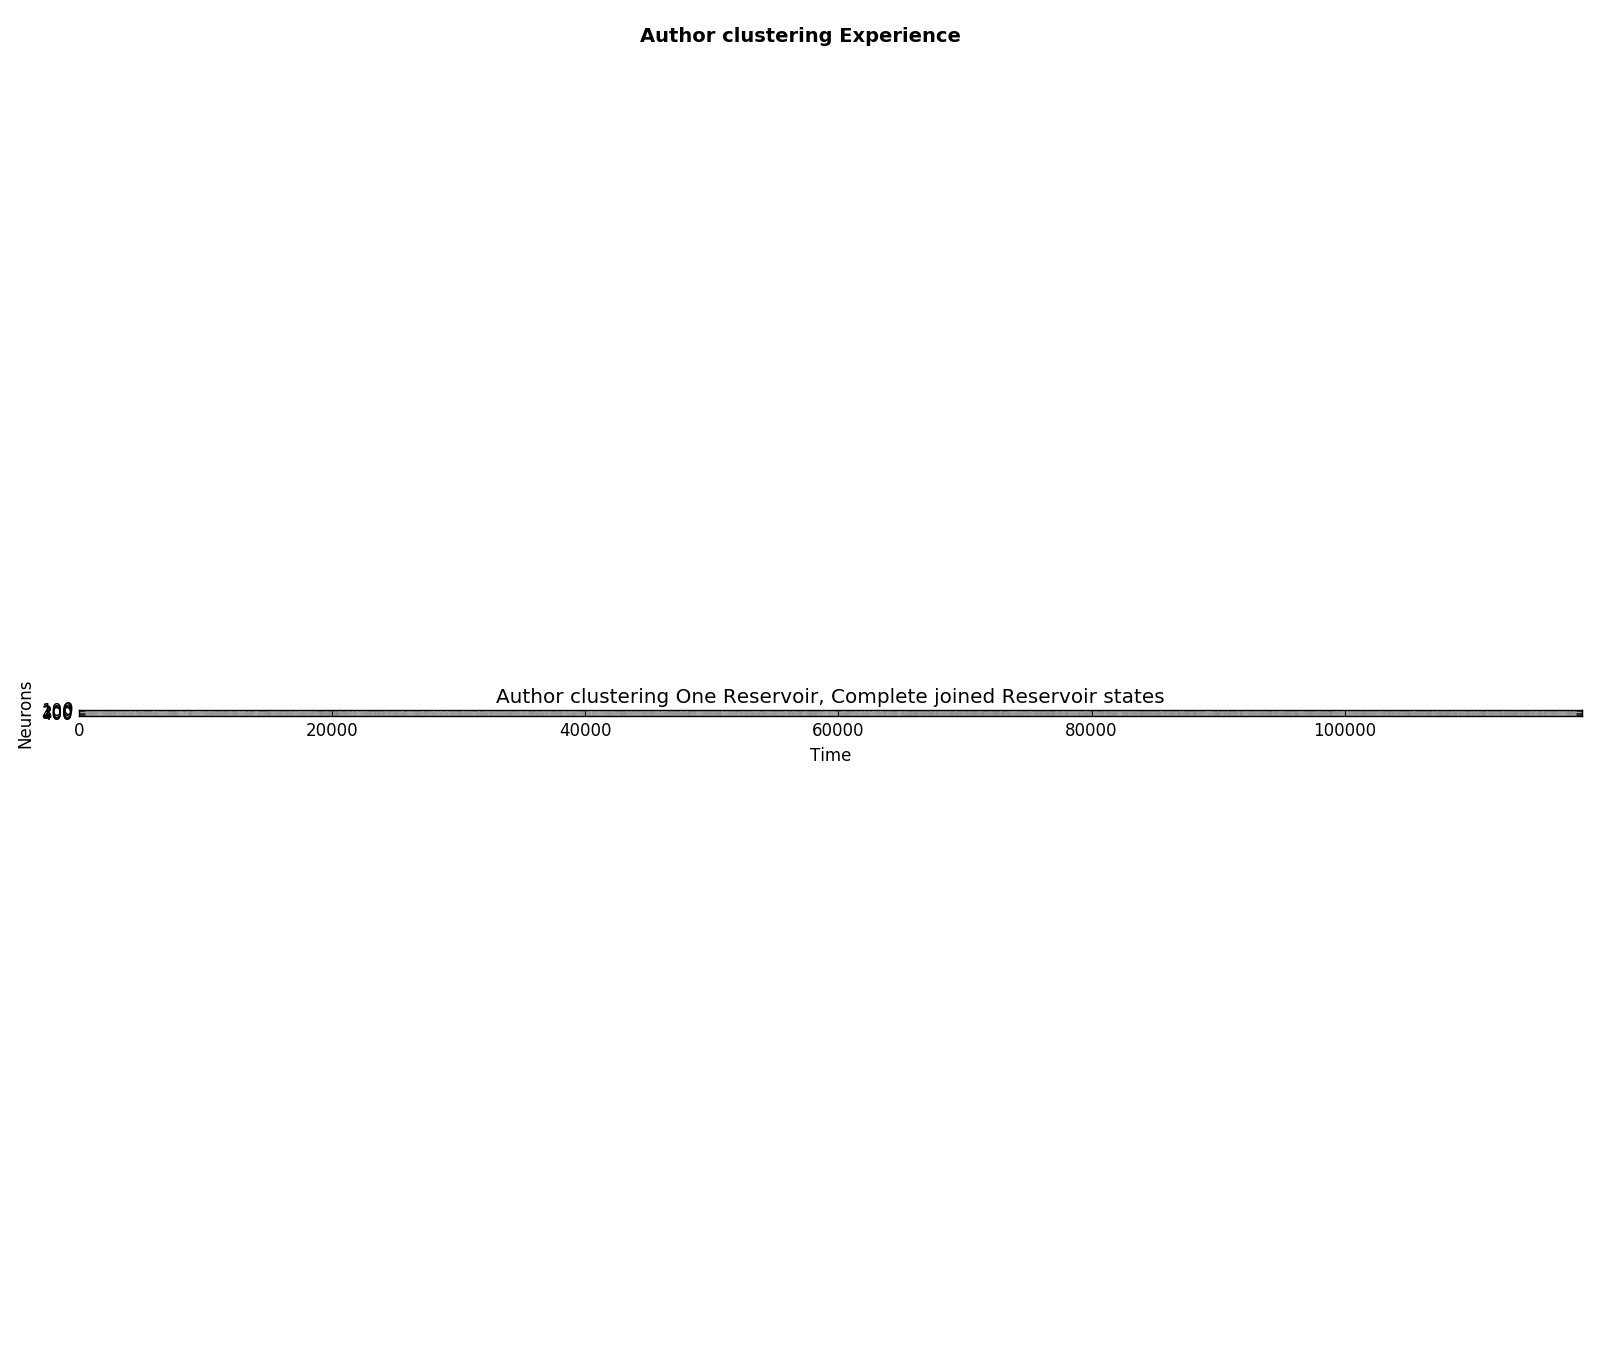 Author clustering Experience
Author clustering One Reservoir, Complete joined Reservoir states
Neurons
0 20000 40000 60000 80000 100000
Time